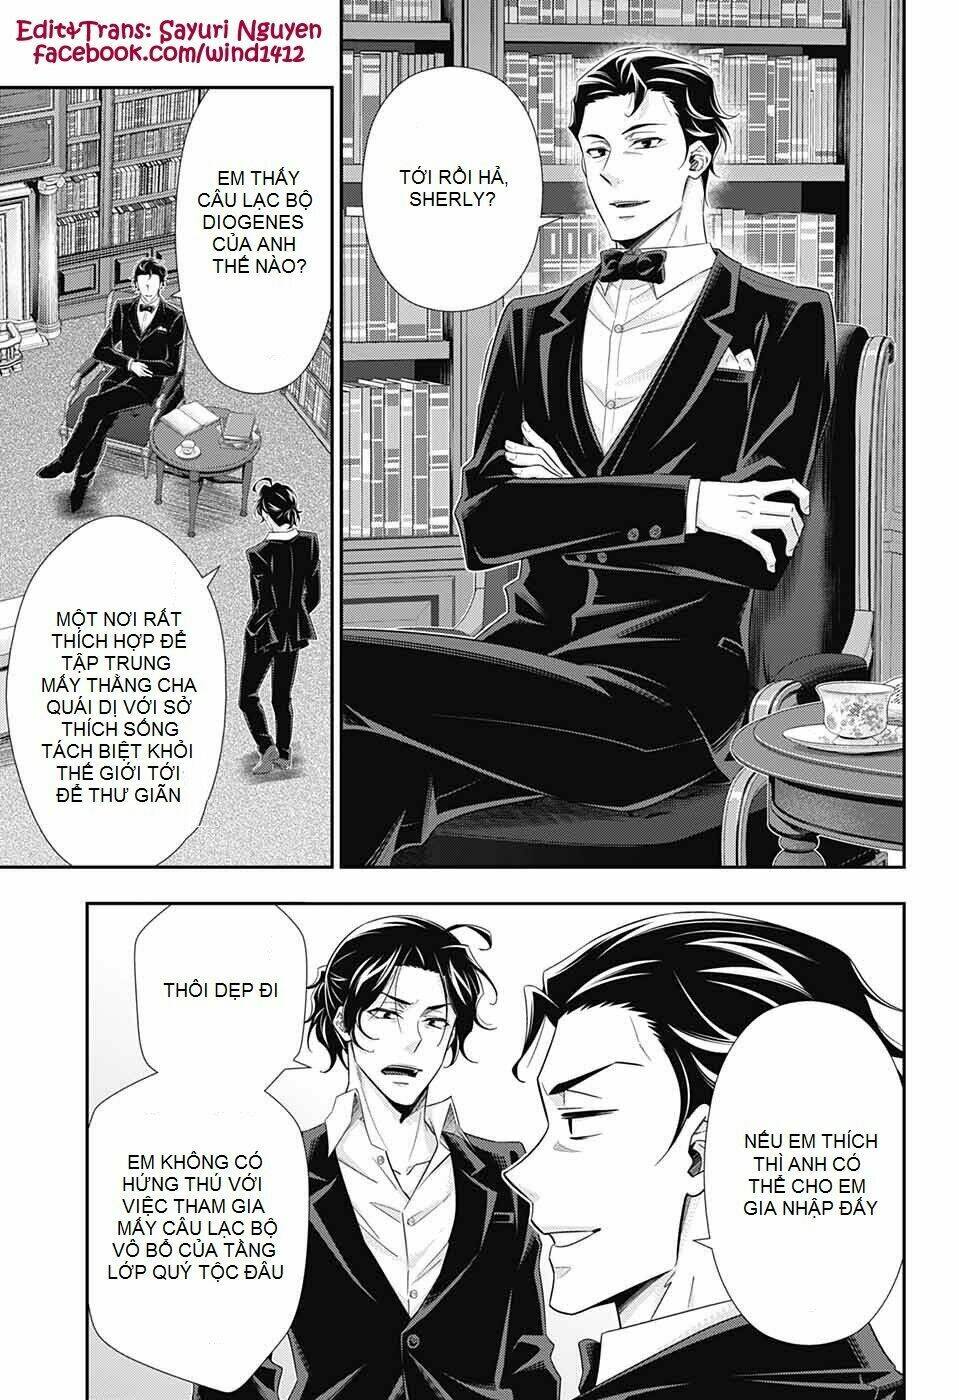 Edit+Trans: Sayuri Nguyen
facebook.com/wind1412
TỚI RỒI HẢ,
SHERLY?
EM THẤY
CÂU LẠC BỘ
DIOGENES
CỦA ANH
THẾ NÀO?
MỘT NƠI RẤT
THÍCH HỢP ĐỂ
TẬP TRUNG
MẤY THẰNG CHA
QUÁI DỊ VỚI SỞ
THÍCH SỐNG
TÁCH BIỆT KHỎI
THẾ GIỚI TỚI
ĐỂ THƯ GIÃN
NẾU EM THÍCH
THÌ ANH CÓ
THỂ CHO EM
GIA NHẬP ĐẤY
THÔI DẸP ĐI
EM KHÔNG CÓ
HỨNG THÚ VỚI
VIỆC THAM GIA
MẤY CÂU LẠC BỘ
VÔ BỔ CỦA TẦNG
LỚP QUÝ TỘC ĐÂU